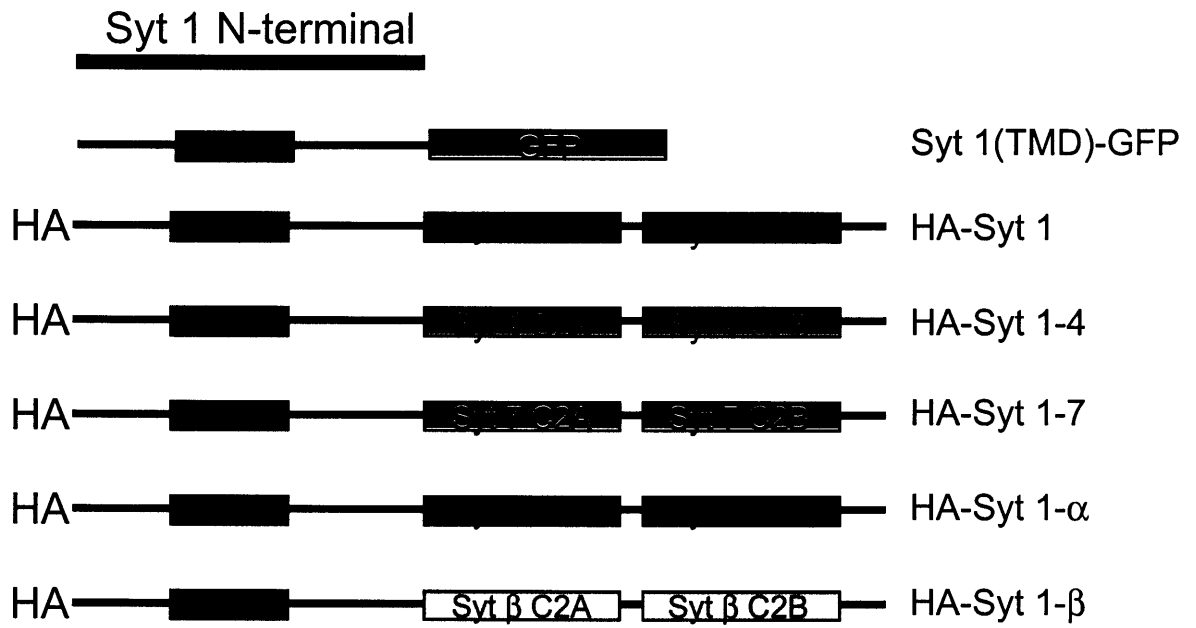 Syt 1 N-terminal
GFP Syt 1(TMD)-GFP
HA HA-Syt 1
HA HA-Syt 1-4
HA Syt 7 C2A Syt 7 C2B HA-Syt 1-7
HA HA-Syt 1-α
HA Syt β C2A Syt β C2B HA-Syt 1-β